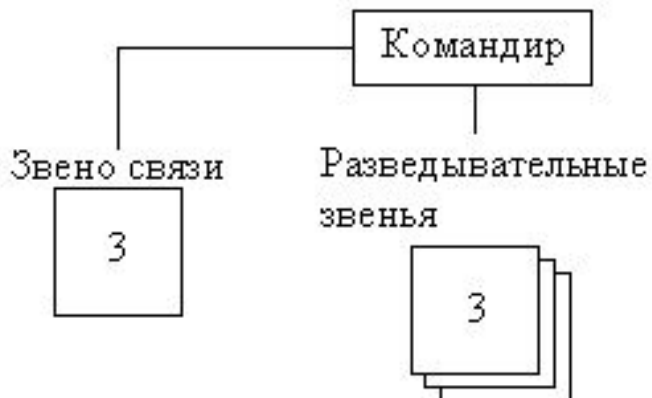 Командир
Звено связи
Разведывательные
звенья
3
3